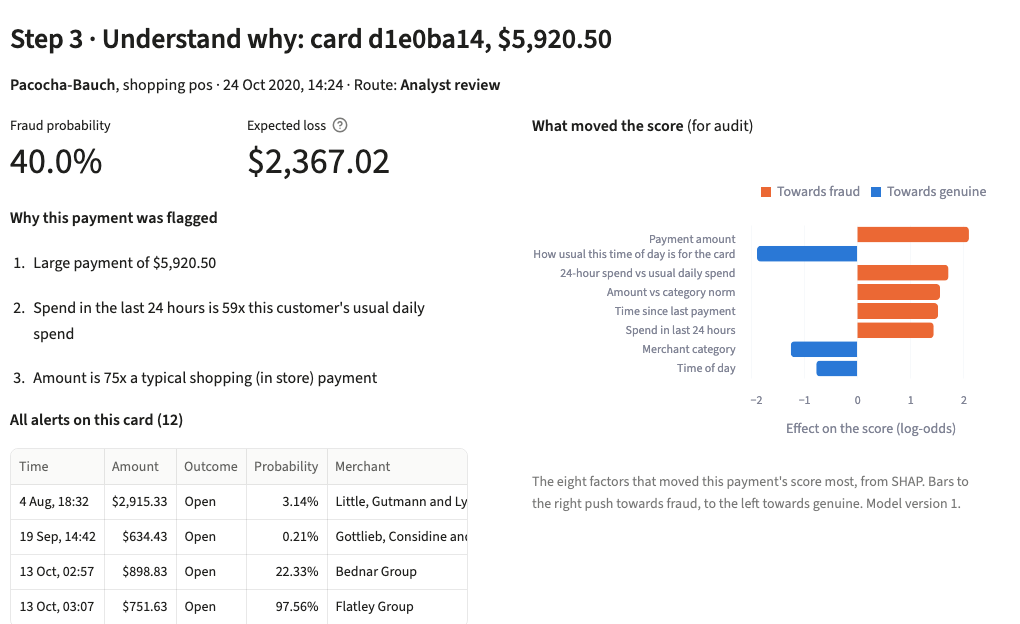 Step 3 · Understand why: card d1e0ba14, $5,920.50
Pacocha-Bauch, shopping pos · 24 Oct 2020, 14:24 · Route: Analyst review
Fraud probability
Expected loss ?
40.0%
$2,367.02
Why this payment was flagged
1. Large payment of $5,920.50
2. Spend in the last 24 hours is 59x this customer's usual daily
spend
3. Amount is 75x a typical shopping (in store) payment
All alerts on this card (12)
Time Amount Outcome Probability Merchant
4 Aug, 18:32 $2,915.33 Open 3.14% Little, Gutmann and Ly
19 Sep, 14:42 $634.43 Open 0.21% Gottlieb, Considine and
13 Oct, 02:57 $898.83 Open 22.33% Bednar Group
13 Oct, 03:07 $751.63 Open 97.56% Flatley Group
What moved the score (for audit)
Towards fraud Towards genuine
Payment amount
How usual this time of day is for the card
24-hour spend vs usual daily spend
Amount vs category norm
Time since last payment
Spend in last 24 hours
Merchant category
Time of day
−2 −1 0 1 2
Effect on the score (log-odds)
The eight factors that moved this payment's score most, from SHAP. Bars to
the right push towards fraud, to the left towards genuine. Model version 1.